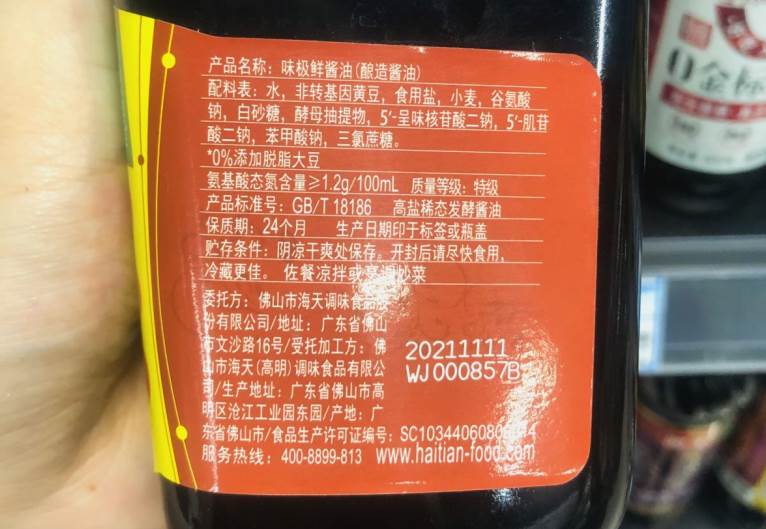 产品名称：味极鲜酱油(酿造酱油)
配料表：水，非转基因黄豆，食用盐，小麦，谷氨酸
钠，白砂糖，酵母抽提物，5′-呈味核苷酸二钠，5′-肌苷
酸二钠，苯甲酸钠，三氯蔗糖。
*0%添加脱脂大豆
氨基酸态氮含量≥1.2g/100mL 质量等级：特级
产品标准号：GB/T 18186 高盐稀态发酵酱油
保质期：24个月 生产日期印于标签或瓶盖
贮存条件：阴凉干爽处保存。开封后请尽快食用，
冷藏更佳。佐餐凉拌或烹调炒菜
委托方：佛山市海天调味食品股
份有限公司/地址：广东省佛山
市文沙路16号/受托加工方：佛
山市海天(高明)调味食品有限公
司/生产地址：广东省佛山市高
明区沧江工业园东园/产地：广
东省佛山市/食品生产许可证编号：
服务热线：400-8899-813 www.haitian-food.com
20211111
WJ000857B
0金标